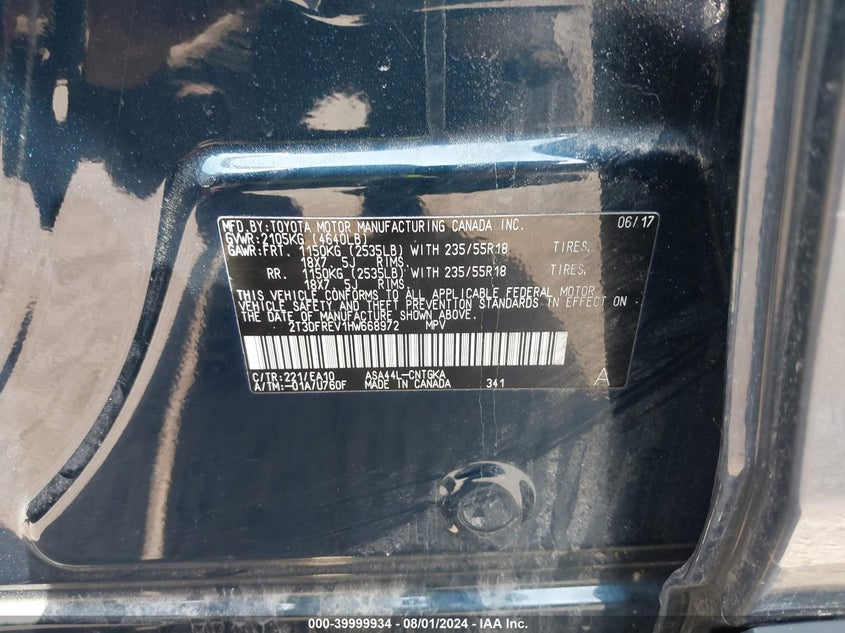 MFD.BY:TOYOTA MOTOR MANUFACTURING CANADA INC. 06/17
GVWR:2105KG (4640LB)
GAWR:FRT. 1150KG (2535LB) WITH 235/55R18 TIRES,
18X7 .5J RIMS,
RR. 1150KG (2535LB) WITH 235/55R18 TIRES,
18X7 .5J RIMS,
THIS VEHICLE CONFORMS TO ALL APPLICABLE FEDERAL MOTOR
VEHICLE SAFETY AND THEFT PREVENTION STANDARDS IN EFFECT ON
THE DATE OF MANUFACTURE SHOWN ABOVE.
2T3DFREV1HW668972 MPV
C/TR:221/EA10 ASA44L-CNTGKA
A/TM:-01A/U760F MADE IN CANADA 341 A
000-39999934 - 08/01/2024 - IAA Inc.